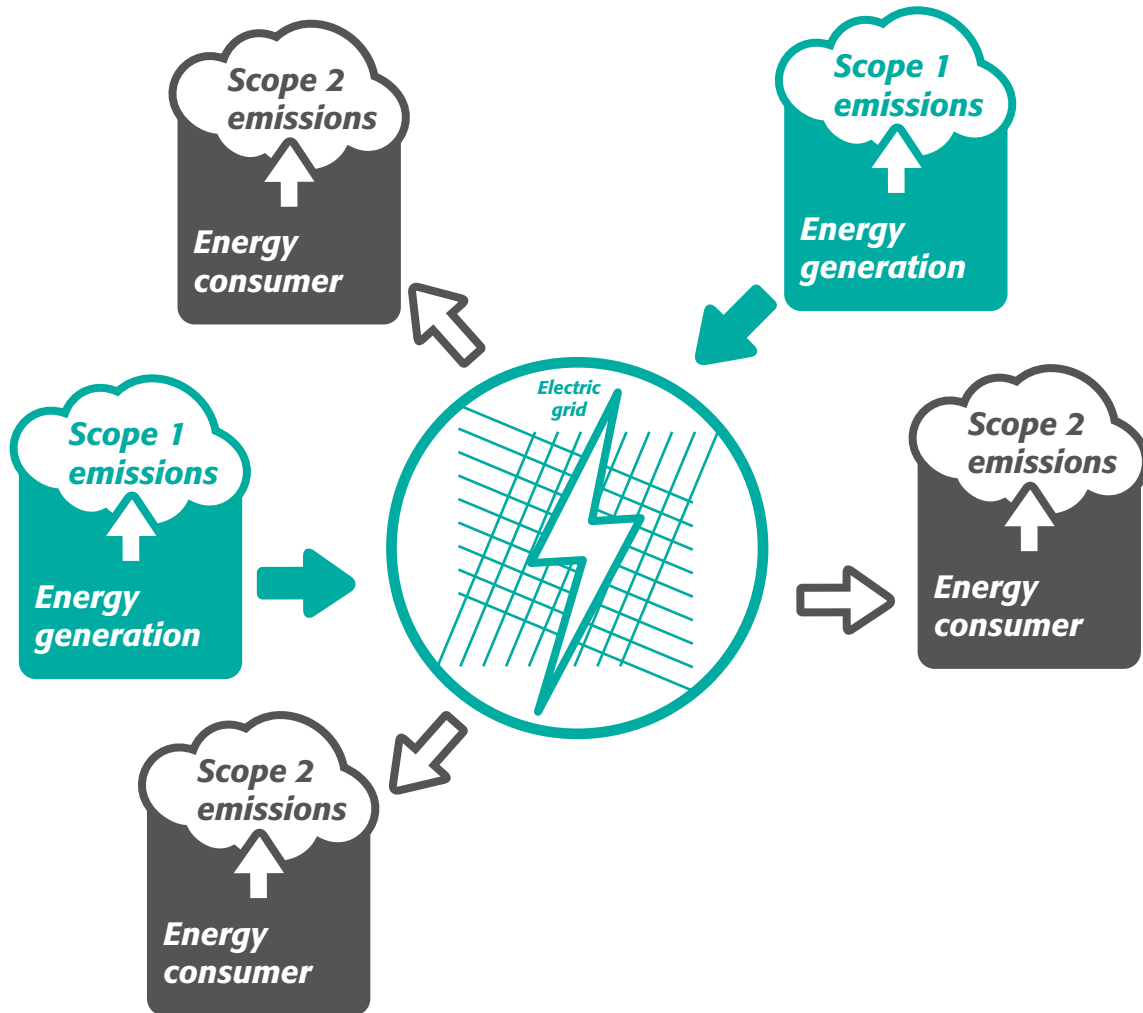 Scope 2
emissions
Energy
consumer
Scope 1
emissions
Energy
generation
Electric
grid
Scope 1
emissions
Energy
generation
Scope 2
emissions
Energy
consumer
Scope 2
emissions
Energy
consumer